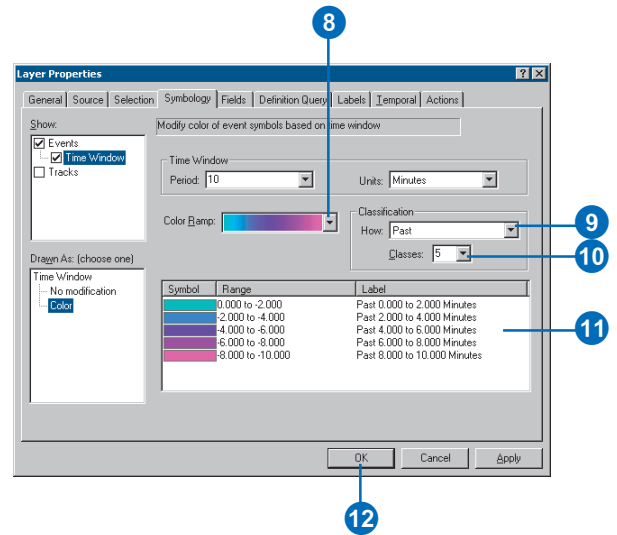 8
Layer Properties
General Source Selection Symbology Fields Definition Query Labels Temporal Actions
Show:
Modify color of event symbols based on time window
Events
Time Window
Tracks
Time Window
Period: 10
Units: Minutes
Color Ramp:
Classification
How: Past
9
Classes: 5
10
Drawn As: (choose one)
Time Window
No modification
Color
Symbol Range Label
0.000 to -2.000 Past 0.000 to 2.000 Minutes
-2.000 to -4.000 Past 2.000 to 4.000 Minutes
-4.000 to -6.000 Past 4.000 to 6.000 Minutes
-6.000 to -8.000 Past 6.000 to 8.000 Minutes
-8.000 to -10.000 Past 8.000 to 10.000 Minutes
11
OK Cancel Apply
12